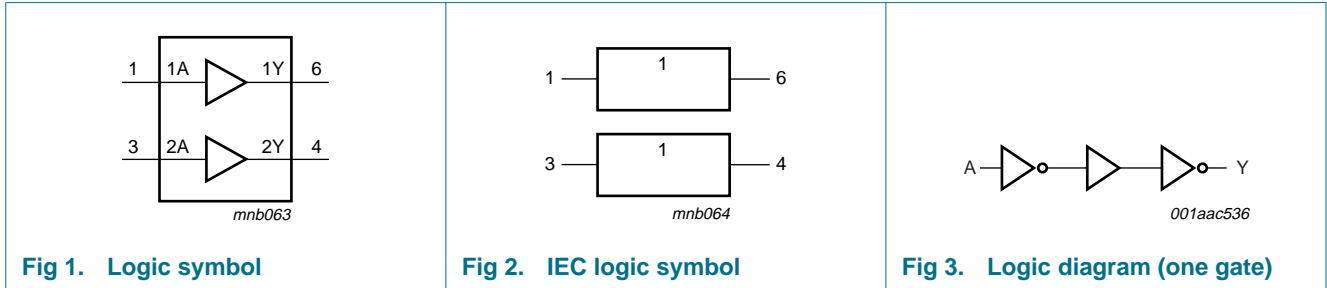 1 1A 1Y 6
3 2A 2Y 4
mnb063
Fig 1. Logic symbol
1 1 6
3 1 4
mnb064
Fig 2. IEC logic symbol
A Y
001aac536
Fig 3. Logic diagram (one gate)